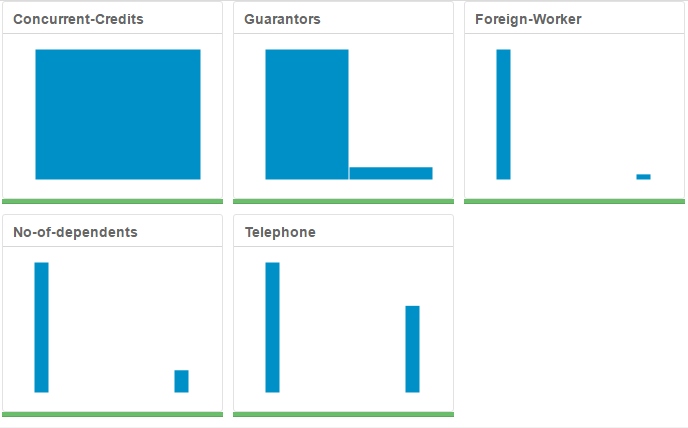 Concurrent-Credits
Guarantors
Foreign-Worker
No-of-dependents
Telephone